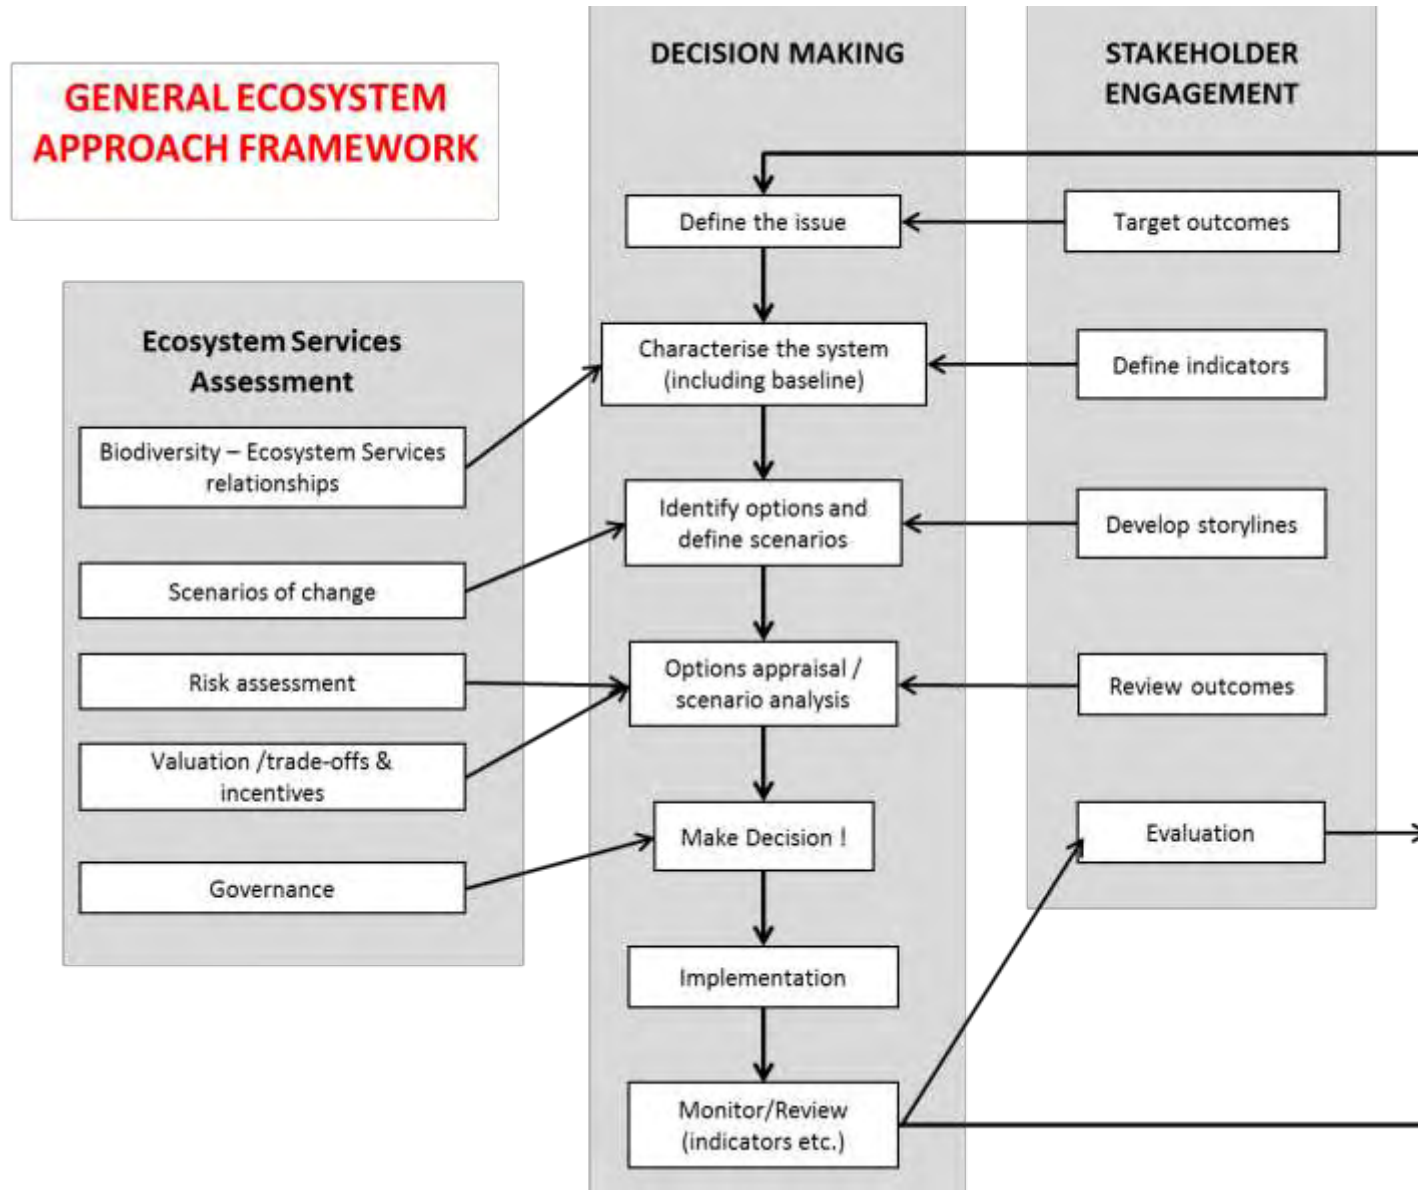 GENERAL ECOSYSTEM
APPROACH FRAMEWORK
Ecosystem Services
Assessment
Biodiversity – Ecosystem Services
relationships
Scenarios of change
Risk assessment
Valuation /trade-offs &
incentives
Governance
DECISION MAKING
Define the issue
Characterise the system
(including baseline)
Identify options and
define scenarios
Options appraisal /
scenario analysis
Make Decision !
Implementation
Monitor/Review
(indicators etc.)
STAKEHOLDER
ENGAGEMENT
Target outcomes
Define indicators
Develop storylines
Review outcomes
Evaluation